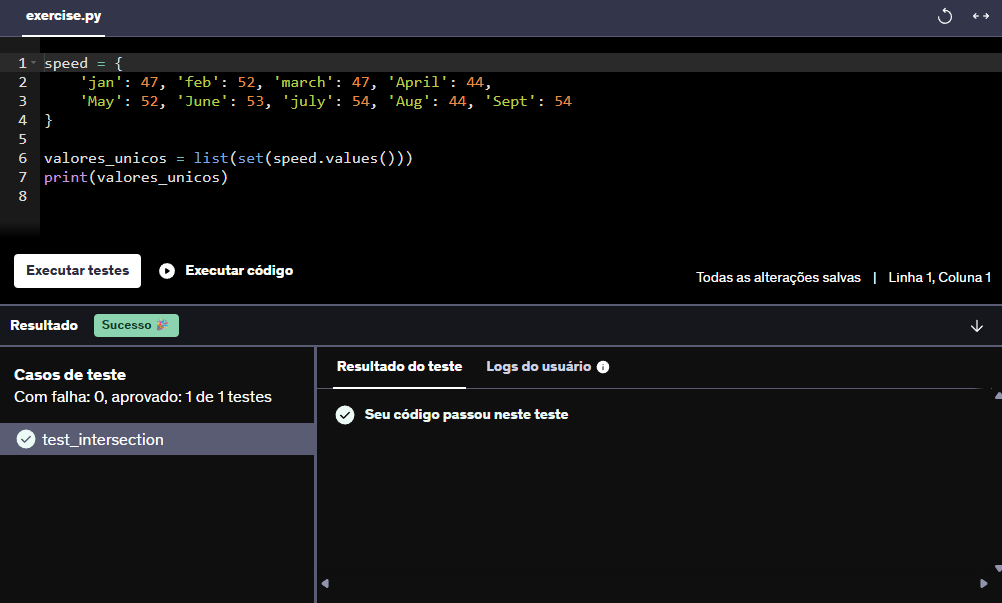 exercise.py
1 speed = {
2     'jan': 47, 'feb': 52, 'march': 47, 'April': 44,
3     'May': 52, 'June': 53, 'july': 54, 'Aug': 44, 'Sept': 54
4 }
5
6 valores_unicos = list(set(speed.values()))
7 print(valores_unicos)
8
Executar testes Executar código
Todas as alterações salvas | Linha 1, Coluna 1
Resultado Sucesso 🎉
Casos de teste
Com falha: 0, aprovado: 1 de 1 testes
test_intersection
Resultado do teste Logs do usuário
Seu código passou neste teste